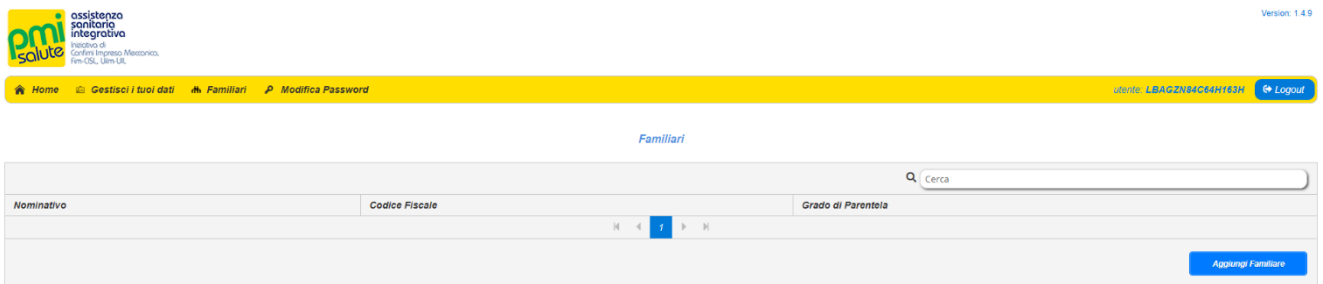 assistenza
sanitaria
integrativa
Iniziativa di
Confimi Impresa Meccanica,
Fim-CISL, Uilm-UIL
pmi
salute
Version: 1.4.9
Home Gestisci i tuoi dati Familiari Modifica Password utente: LBAGZN84C64H163H Logout
Familiari
Cerca
Nominativo Codice Fiscale Grado di Parentela
1
Aggiungi Familiare